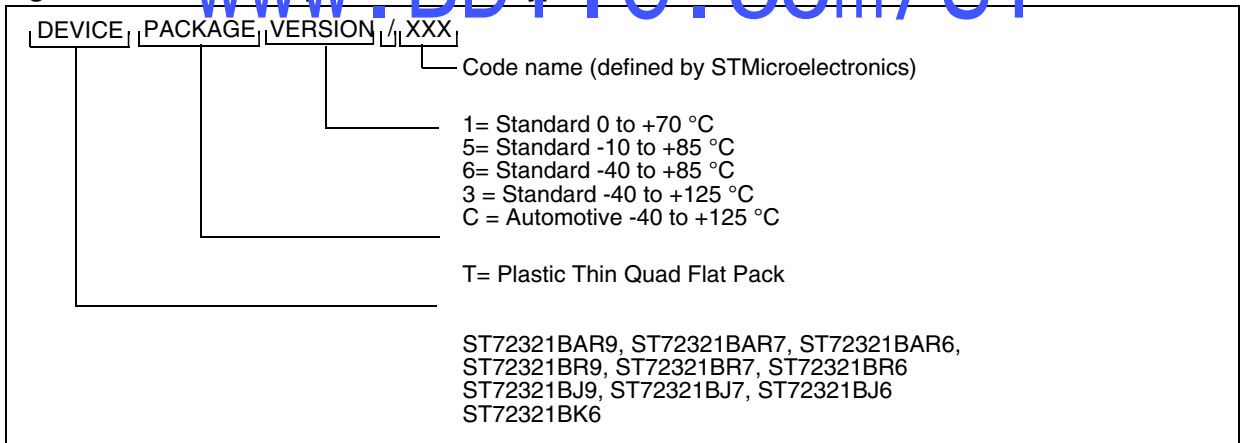 DEVICE PACKAGE VERSION / XXX
Code name (defined by STMicroelectronics)
1= Standard 0 to +70 °C
5= Standard -10 to +85 °C
6= Standard -40 to +85 °C
3 = Standard -40 to +125 °C
C = Automotive -40 to +125 °C
T= Plastic Thin Quad Flat Pack
ST72321BAR9, ST72321BAR7, ST72321BAR6,
ST72321BR9, ST72321BR7, ST72321BR6
ST72321BJ9, ST72321BJ7, ST72321BJ6
ST72321BK6